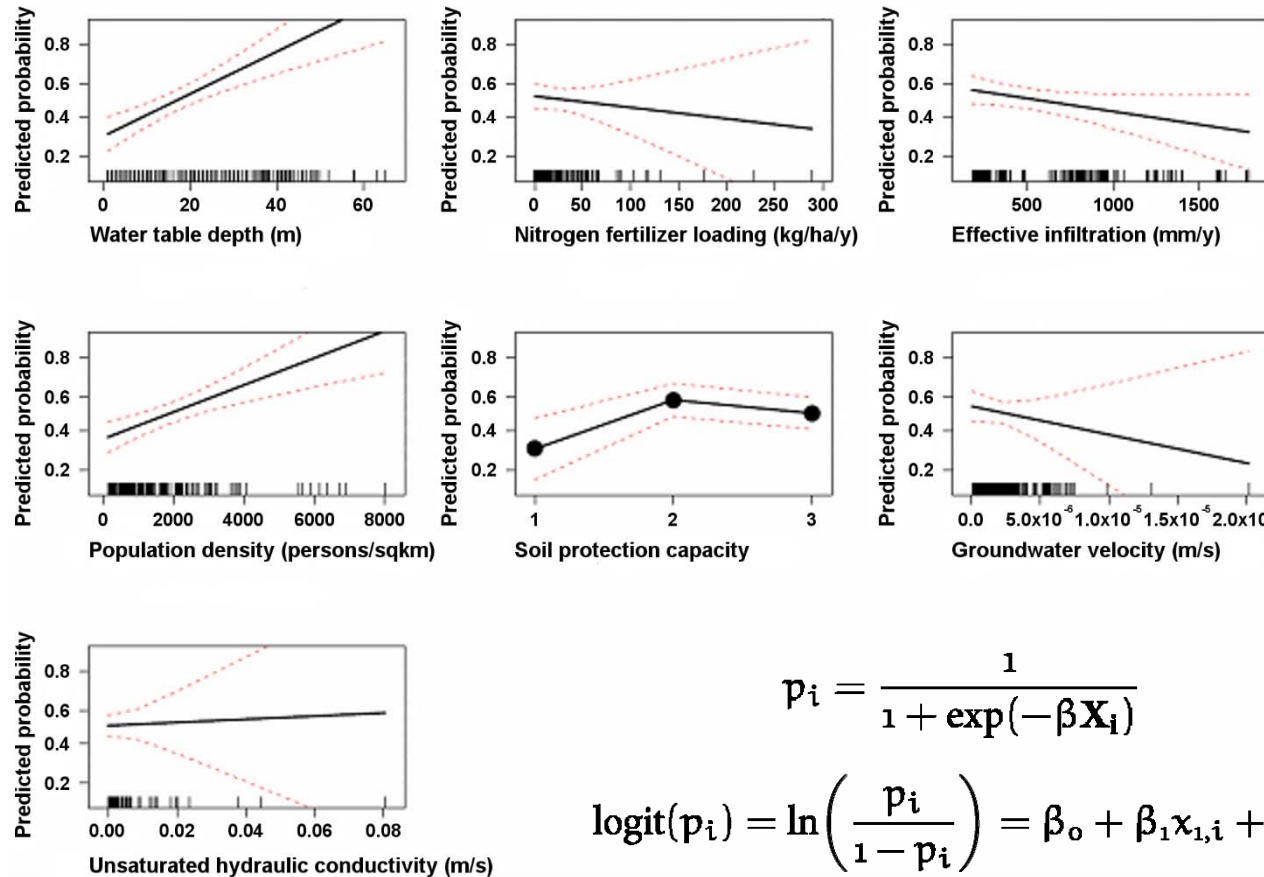 Predicted probability
0.8
0.6
0.4
0.2
0 20 40 60
Water table depth (m)
Predicted probability
0.8
0.6
0.4
0.2
0 50 100 150 200 250 300
Nitrogen fertilizer loading (kg/ha/y)
Predicted probability
0.8
0.6
0.4
0.2
500 1000 1500
Effective infiltration (mm/y)
Predicted probability
0.8
0.6
0.4
0.2
0 2000 4000 6000 8000
Population density (persons/sqkm)
Predicted probability
0.8
0.6
0.4
0.2
1 2 3
Soil protection capacity
Predicted probability
0.8
0.6
0.4
0.2
0.0 5.0x10⁻⁶ 1.0x10⁻⁵ 1.5x10⁻⁵ 2.0x10
Groundwater velocity (m/s)
Predicted probability
0.8
0.6
0.4
0.2
0.00 0.02 0.04 0.06 0.08
Unsaturated hydraulic conductivity (m/s)
pᵢ = 1 / (1 + exp(−βXᵢ))
logit(pᵢ) = ln(pᵢ / (1 − pᵢ)) = β₀ + β₁x₁,ᵢ +